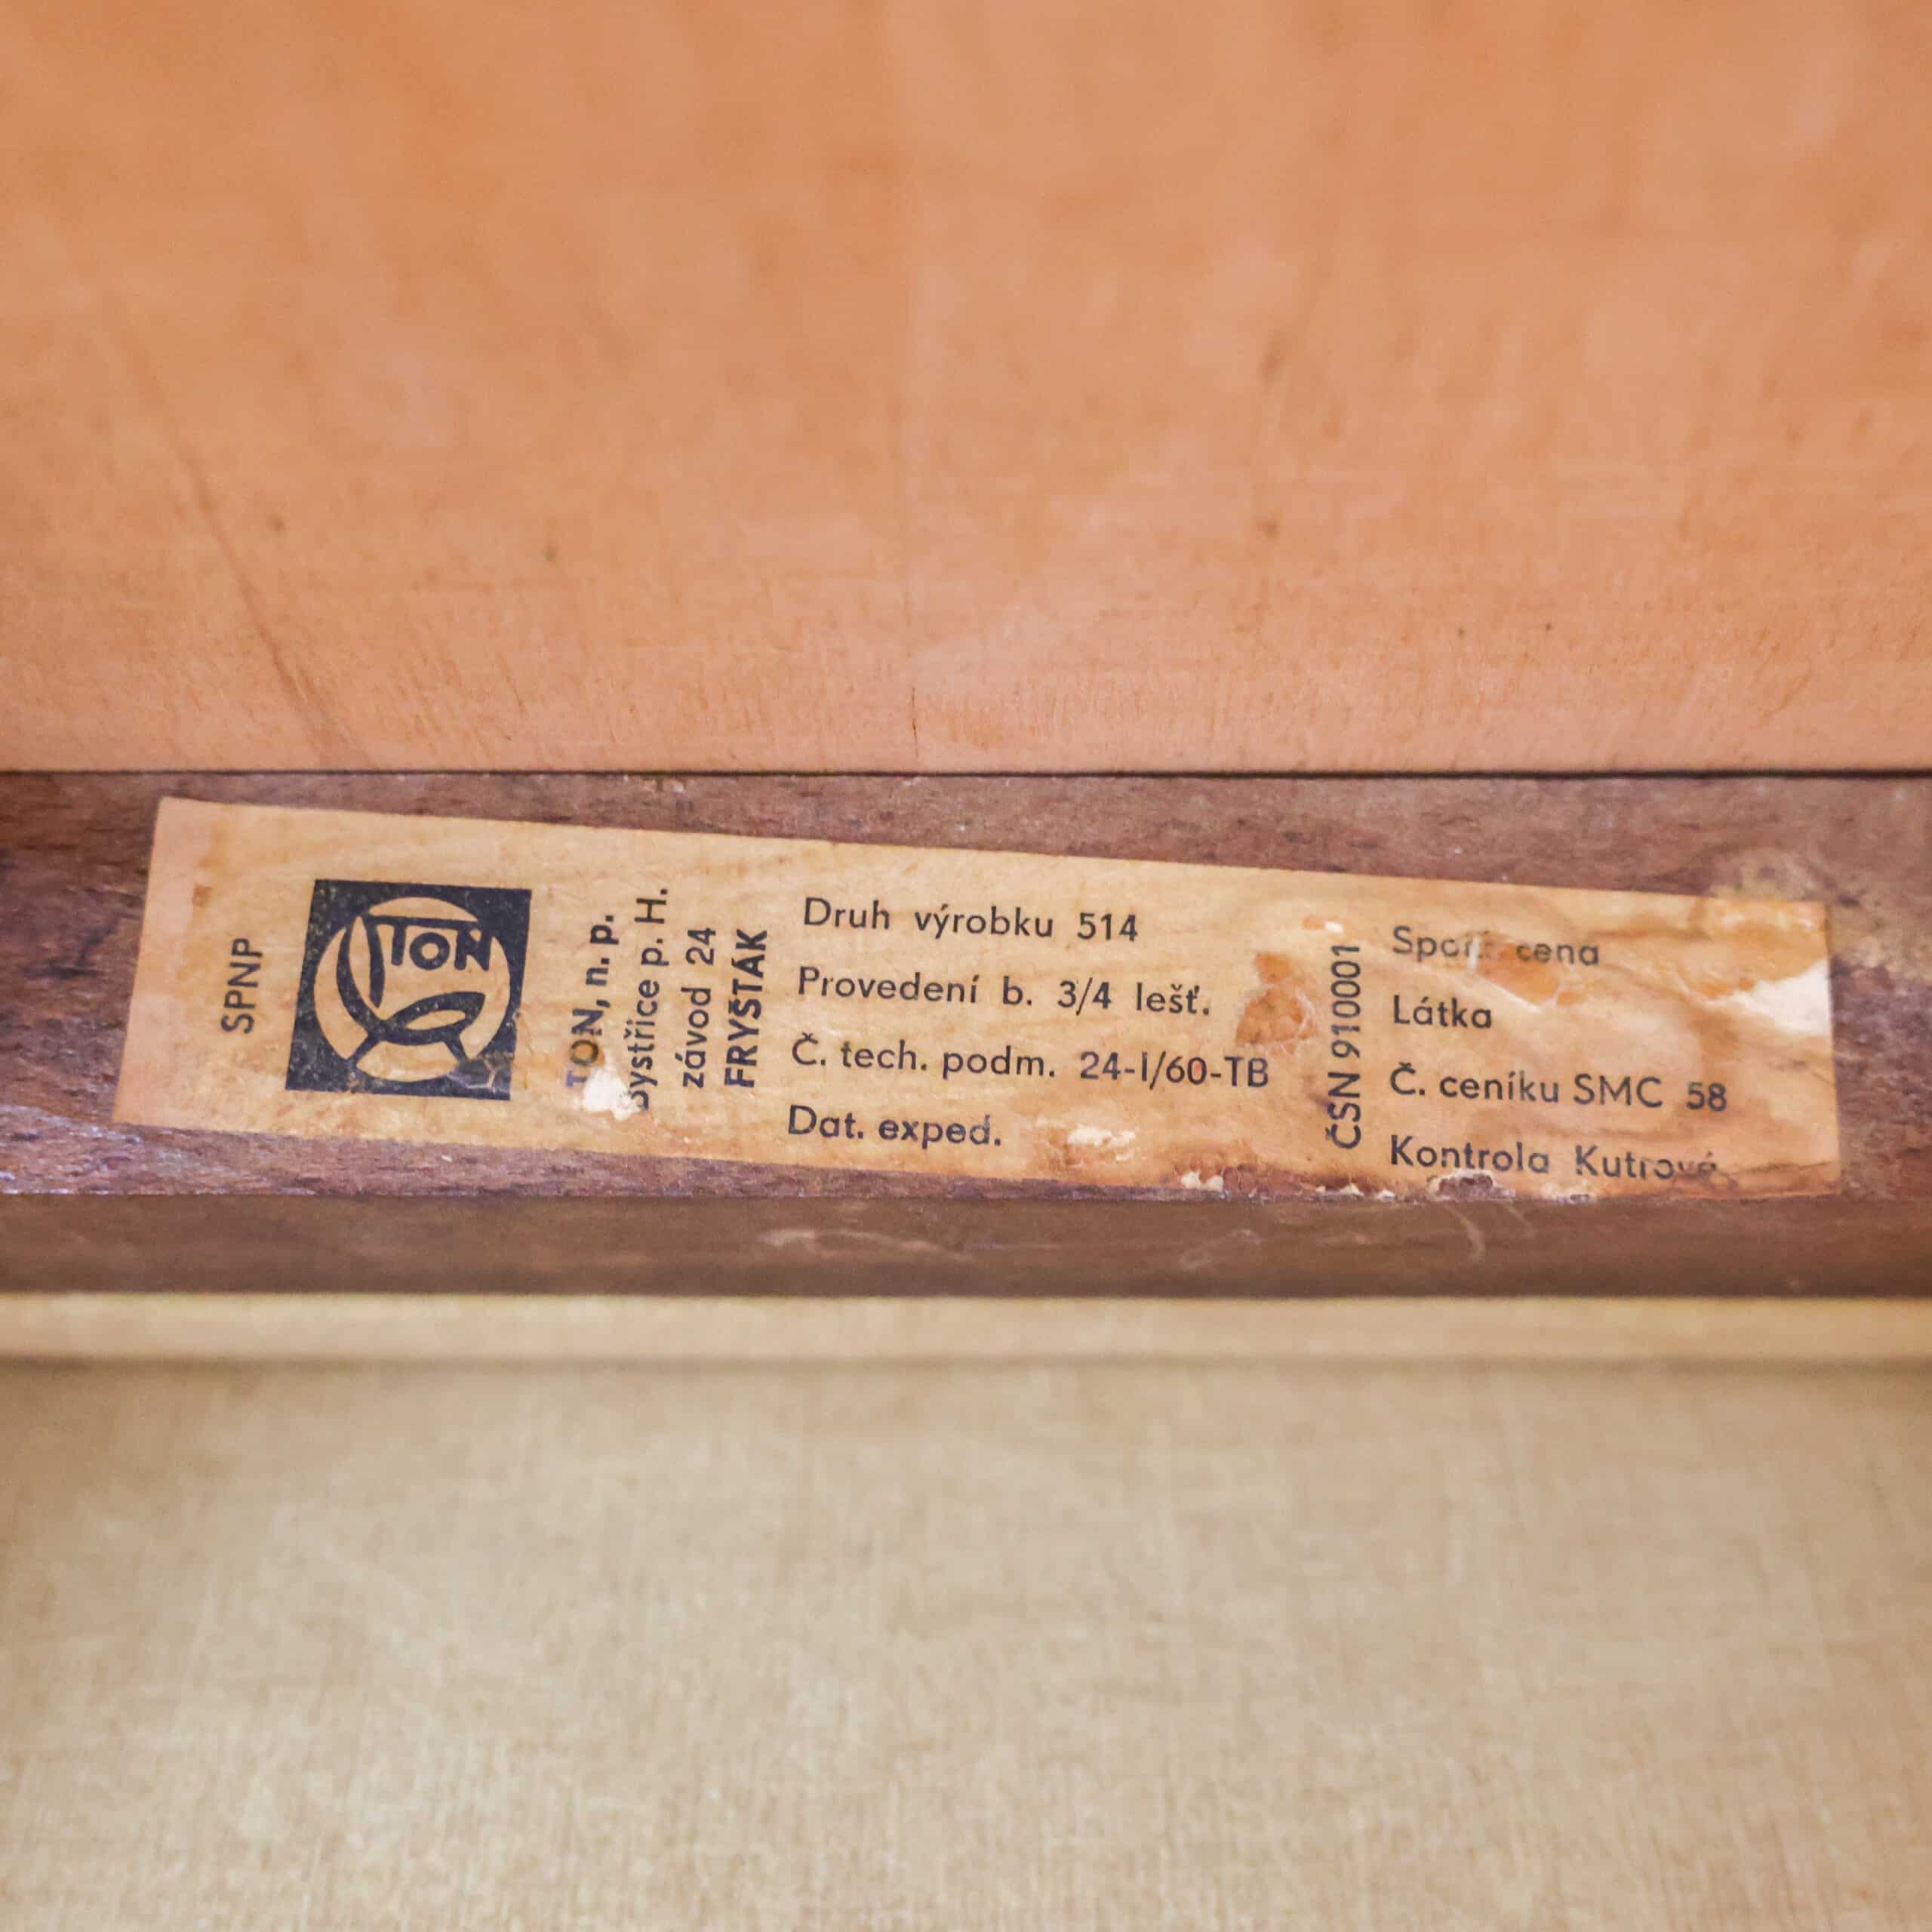 SPNP
TON
TON, n. p.
Bystřice p. H.
závod 24
FRYŠTÁK
Druh výrobku 514
Provedení b. 3/4 lešť.
Č. tech. podm. 24-I/60-TB
Dat. exped.
ČSN 910001
cena
Látka
Č. ceníku SMC 58
Kontrola Kutrová